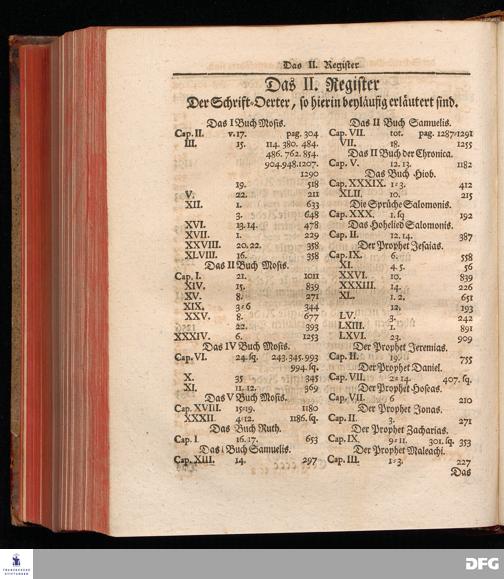 Das II. Register
Das II. Register
Der Schrift-Oerter, so hierin beyläufig erläutert sind.
Das I Buch Mosis.
Cap. II. v. 17. pag. 304
III. 15. 114. 380. 484.
486. 762. 854.
904. 948. 1207.
1290
19. 518
V. 22. 211
XII. 1. 633
3. 648
XVI. 13. 14. 478
XVII. 1. 229
XXVIII. 20. 22. 358
XLVIII. 16. 358
Das II Buch Mosis.
Cap. I. 21. 1011
XIV. 15. 839
XV. 8. 271
XIX. 3:6 344
XXV. 8. 677
22. 393
XXXIV. 6. 1253
Das IV Buch Mosis.
Cap. VI. 24. sq. 243. 345. 993
994. sq.
X. 35 345
XI. 11. 12. 369
Das V Buch Mosis.
Cap. XVIII. 15:19. 1180
XXXII. 4:12. 1186. sq.
Das Buch Ruth.
Cap. I 16. 17. 653
Das I Buch Samuelis.
Cap. XIII. 14. 297
Das II Buch Samuelis.
Cap. VII. tot. pag. 1287:1291
VII. 18. 1255
Das II Buch der Chronica.
Cap. V. 12. 13. 1182
Das Buch Hiob.
Cap. XXXIX. 1:3. 412
XLII. 10. 215
Die Sprüche Salomonis.
Cap. XXX. 1. sq 192
Das Hohelied Salomonis.
Cap. II. 12. 14. 387
Der Prophet Jesaias.
Cap. IX. 6. 558
XI. 4. 5. 56
XXVI. 10. 839
XXXIII. 14. 226
XL. 1. 2. 651
12. 193
LV. 3. 242
LXIII. 1. 891
LXVI. 23. 909
Der Prophet Jeremias.
Cap. II. 19. 755
Der Prophet Daniel.
Cap. VII. 2:14. 407. sq.
Der Prophet Hoseas.
Cap. VII. 6 210
Der Prophet Jonas.
Cap. II. 3. 271
Der Prophet Zacharias.
Cap. IX. 9:11. 301. sq. 353
Der Prophet Maleachi.
Cap. III. 1:3. 227
Das
FRANCKESCHE
STIFTUNGEN
DFG